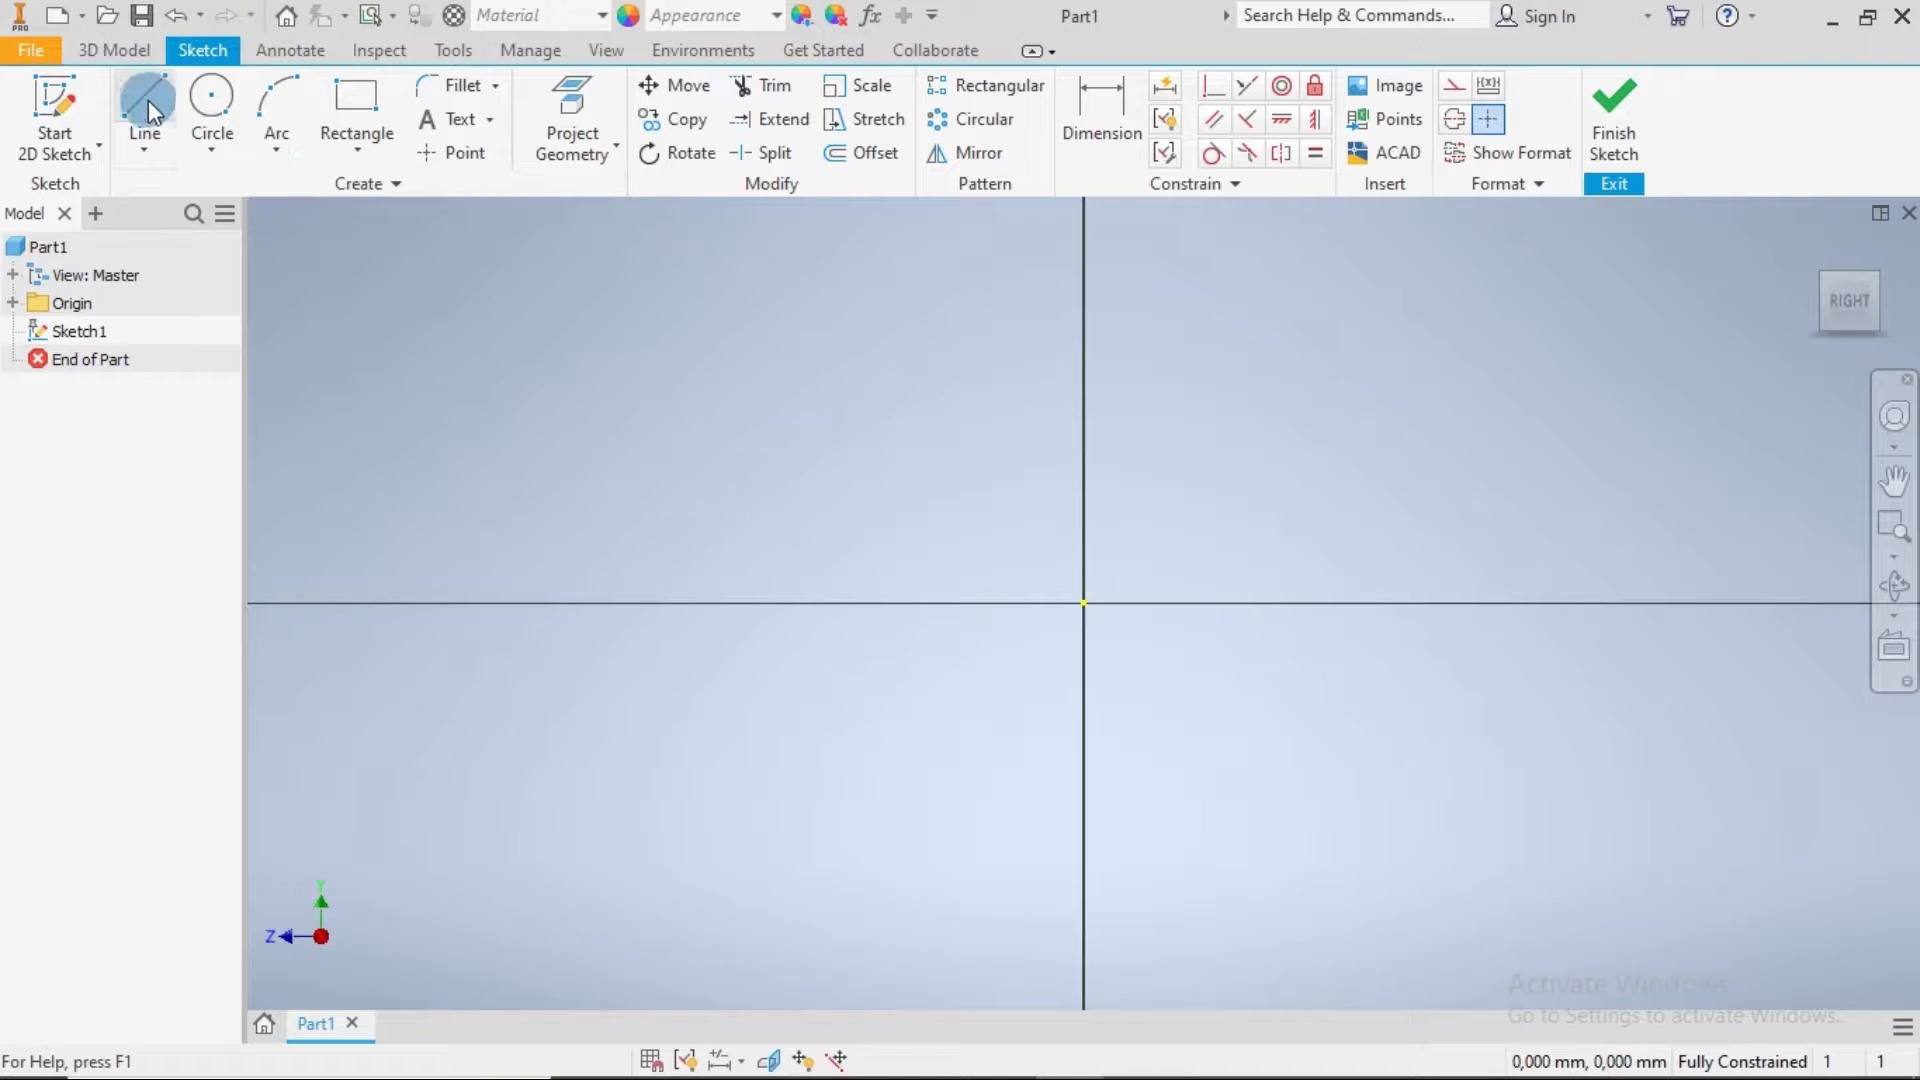 PRO
Material
Appearance
fx
Part1
Search Help & Commands...
Sign In
File
3D Model
Sketch
Annotate
Inspect
Tools
Manage
View
Environments
Get Started
Collaborate
Start
2D Sketch
Line
Circle
Arc
Rectangle
Fillet
Text
Point
Project
Geometry
Move
Copy
Rotate
Trim
Extend
Split
Scale
Stretch
Offset
Rectangular
Circular
Mirror
Dimension
Image
Points
ACAD
Show Format
Finish
Sketch
Sketch
Create
Modify
Pattern
Constrain
Insert
Format
Exit
Model
Part1
View: Master
Origin
Sketch1
End of Part
RIGHT
Y
Z
Activate Windows
Go to Settings to activate Windows.
Part1
For Help, press F1
0,000 mm, 0,000 mm
Fully Constrained
1
1